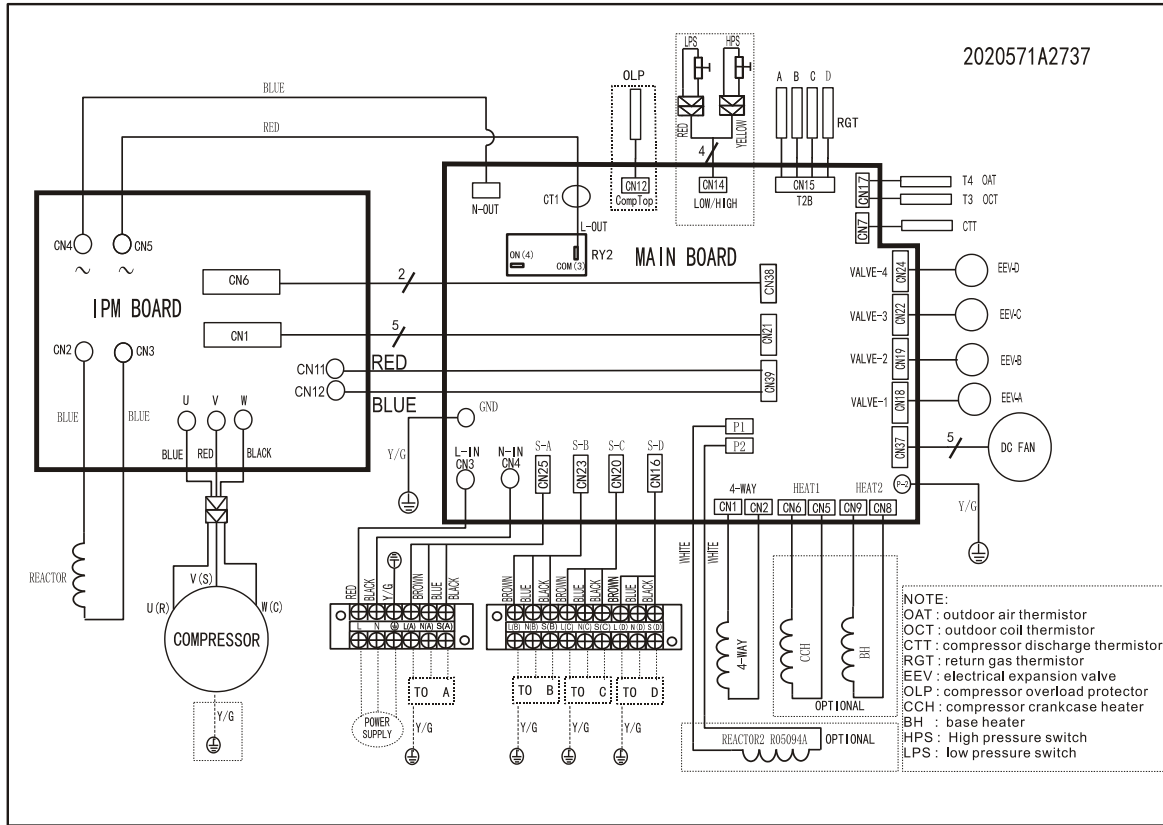 2020571A2737
LPS
HPS
OLP
A B C D
RGT
BLUE
RED
RED
YELLOW
4
CN12
CompTop
CN14
LOW/HIGH
CN15
T2B
CN17
T4 OAT
T3 OCT
CN7
CTT
N-OUT
CT1
L-OUT
ON(4)
COM(3)
RY2
MAIN BOARD
CN4
CN5
~
~
IPM BOARD
CN6
2
CN38
CN1
5
CN21
CN2
CN3
CN11
RED
CN12
BLUE
CN39
VALVE-4
CN24
EEV-D
VALVE-3
CN22
EEV-C
VALVE-2
CN19
EEV-B
VALVE-1
CN18
EEV-A
CN37
5
DC FAN
P-2
Y/G
BLUE
BLUE
U V W
BLUE
RED
BLACK
GND
Y/G
L-IN
CN3
N-IN
CN4
S-A
CN25
S-B
CN23
S-C
CN20
S-D
CN16
P1
P2
4-WAY
CN1 CN2
HEAT1
CN6 CN5
HEAT2
CN9 CN8
WHITE
WHITE
REACTOR
V(S)
U(R)
W(C)
COMPRESSOR
Y/G
RED
BLACK
Y/G
BROWN
BLUE
BLACK
L N L(A) N(A) S(A)
BROWN
BLUE
BLACK
BROWN
BLUE
BLACK
BROWN
BLUE
BLACK
L(B) N(B) S(B) L(C) N(C) S(C) L(D) N(D) S(D)
POWER
SUPPLY
TO A
Y/G
TO B
Y/G
TO C
Y/G
TO D
Y/G
4-WAY
CCH
BH
OPTIONAL
REACTOR2 R05094A
OPTIONAL
NOTE:
OAT : outdoor air thermistor
OCT : outdoor coil thermistor
CTT : compressor discharge thermistor
RGT : return gas thermistor
EEV : electrical expansion valve
OLP : compressor overload protector
CCH : compressor crankcase heater
BH : base heater
HPS : High pressure switch
LPS : low pressure switch